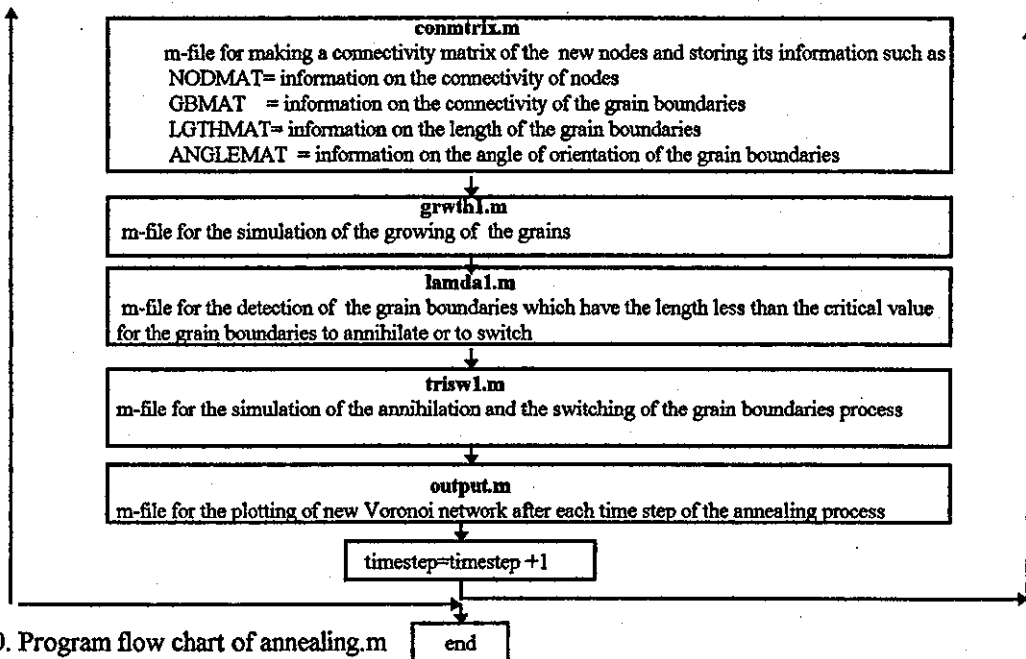 conmtrix.m
m-file for making a connectivity matrix of the new nodes and storing its information such as
NODMAT= information on the connectivity of nodes
GBMAT = information on the connectivity of the grain boundaries
LGTHMAT= information on the length of the grain boundaries
ANGLEMAT = information on the angle of orientation of the grain boundaries
grwth1.m
m-file for the simulation of the growing of the grains
lamda1.m
m-file for the detection of the grain boundaries which have the length less than the critical value
for the grain boundaries to annihilate or to switch
trisw1.m
m-file for the simulation of the annihilation and the switching of the grain boundaries process
output.m
m-file for the plotting of new Voronoi network after each time step of the annealing process
timestep=timestep +1
. Program flow chart of annealing.m
end